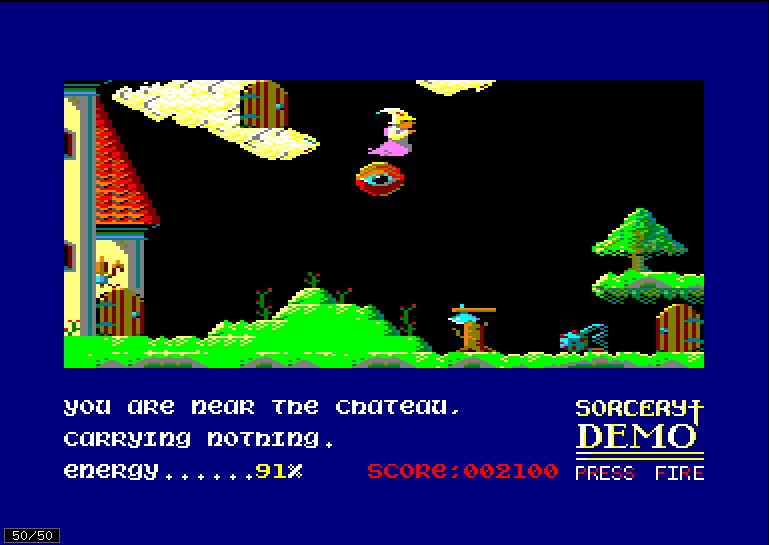 you are near the chateau,
carrying nothing.
energy......91%
SCORE:002100
SORCERY+
DEMO
PRESS FIRE
50/50